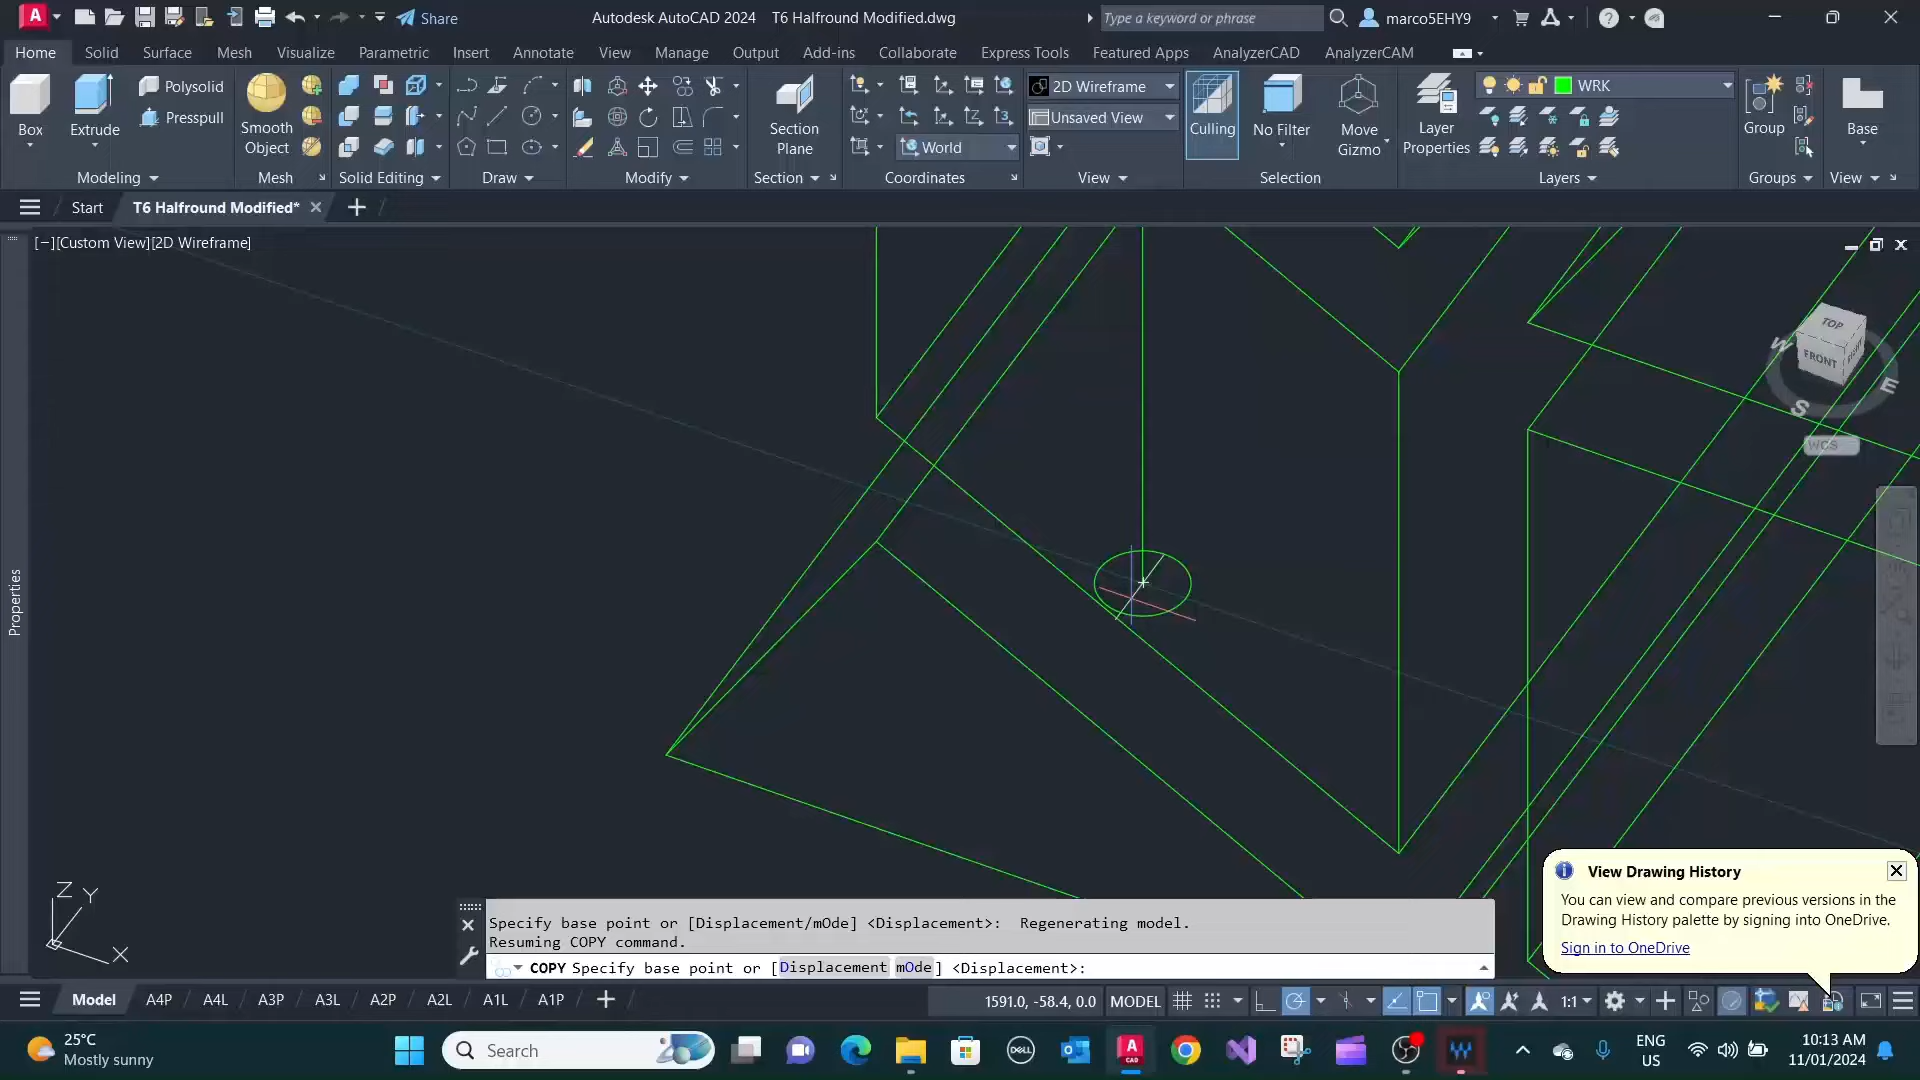 A
Share
Autodesk AutoCAD 2024 T6 Halfround Modified.dwg
Type a keyword or phrase
marco5EHY9
Home Solid Surface Mesh Visualize Parametric Insert Annotate View Manage Output Add-ins Collaborate Express Tools Featured Apps AnalyzerCAD AnalyzerCAM
Box
Extrude
Polysolid
Presspull
Smooth
Object
Section
Plane
World
2D Wireframe
Unsaved View
Culling
No Filter
Move
Gizmo
Layer
Properties
WRK
Group
Base
Modeling Mesh Solid Editing Draw Modify Section Coordinates View Selection Layers Groups View
Start
T6 Halfround Modified*
[−][Custom View][2D Wireframe]
TOP
FRONT
W
S
E
WCS
Properties
Z Y
X
Specify base point or [Displacement/mOde] <Displacement>: Regenerating model.
Resuming COPY command.
COPY Specify base point or [Displacement mOde] <Displacement>:
View Drawing History
You can view and compare previous versions in the
Drawing History palette by signing into OneDrive.
Sign in to OneDrive
Model A4P A4L A3P A3L A2P A2L A1L A1P
1591.0, -58.4, 0.0 MODEL
1:1
25°C
Mostly sunny
Search
DELL
A
CAD
ENG
US
10:13 AM
11/01/2024